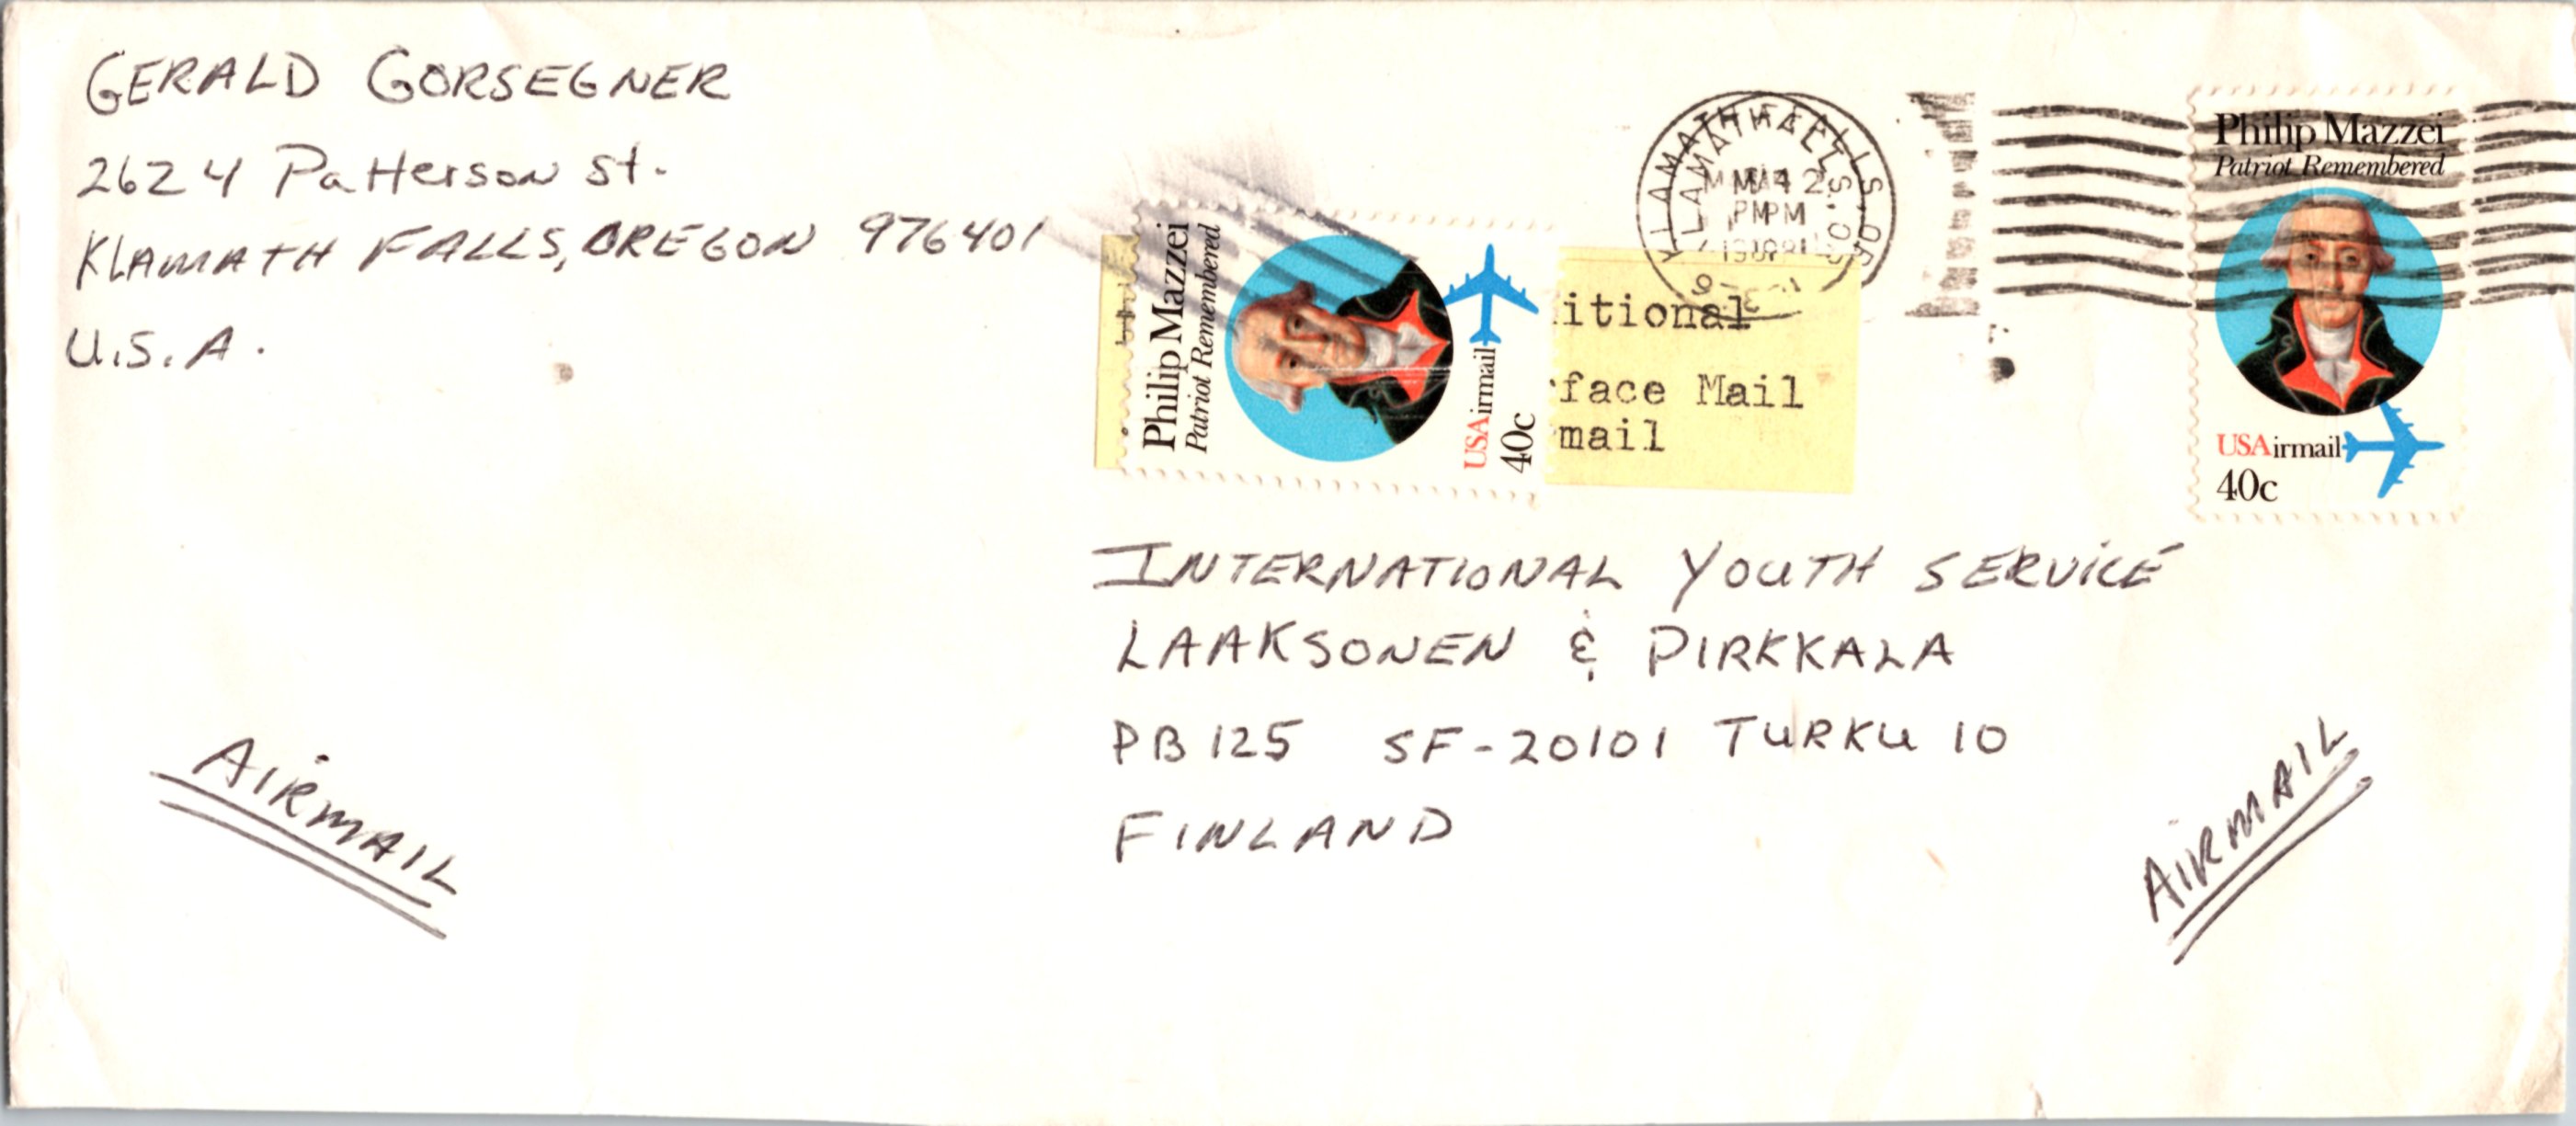 GERALD GORSEGNER
2624 Patterson St.
KLAMATH FALLS, OREGON 976401
U.S.A.
Philip Mazzei
Patriot Remembered
USAirmail
40c
itional
face Mail
mail
KLAMATH FALLS, OR
PM
Philip Mazzei
Patriot Remembered
USAirmail
40c
INTERNATIONAL YOUTH SERVICE
LAAKSONEN & PIRKKALA
PB 125 SF-20101 TURKU 10
FINLAND
AIRMAIL
AIRMAIL